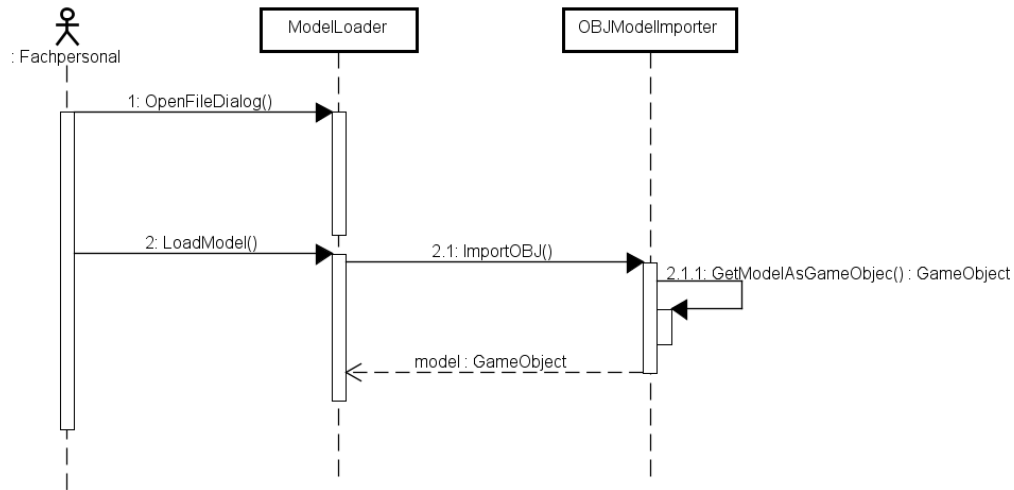 ModelLoader
OBJModelImporter
: Fachpersonal
1: OpenFileDialog()
2: LoadModel()
2.1: ImportOBJ()
2.1.1: GetModelAsGameObjec() : GameObject
model : GameObject